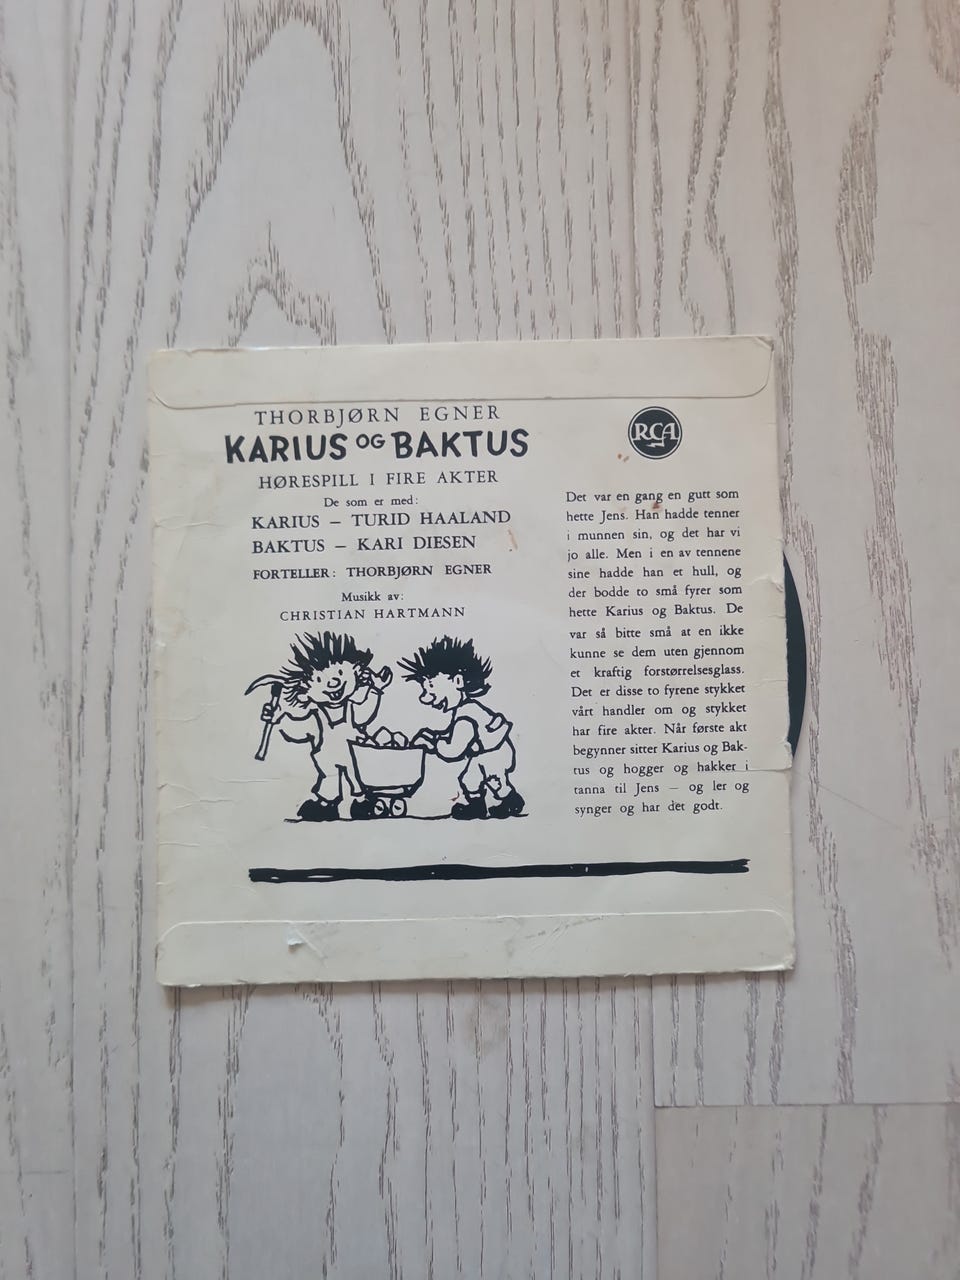 THORBJØRN EGNER
KARIUS OG BAKTUS
HØRESPILL I FIRE AKTER
De som er med:
KARIUS – TURID HAALAND
BAKTUS – KARI DIESEN
FORTELLER: THORBJØRN EGNER
Musikk av:
CHRISTIAN HARTMANN
RCA
Det var en gang en gutt som
hette Jens. Han hadde tenner
i munnen sin, og det har vi
jo alle. Men i en av tennene
sine hadde han et hull, og
der bodde to små fyrer som
hette Karius og Baktus. De
var så bitte små at en ikke
kunne se dem uten gjennom
et kraftig forstørrelsesglass.
Det er disse to fyrene stykket
vårt handler om og stykket
har fire akter. Når første akt
begynner sitter Karius og Bak-
tus og hogger og hakker i
tanna til Jens — og ler og
synger og har det godt.